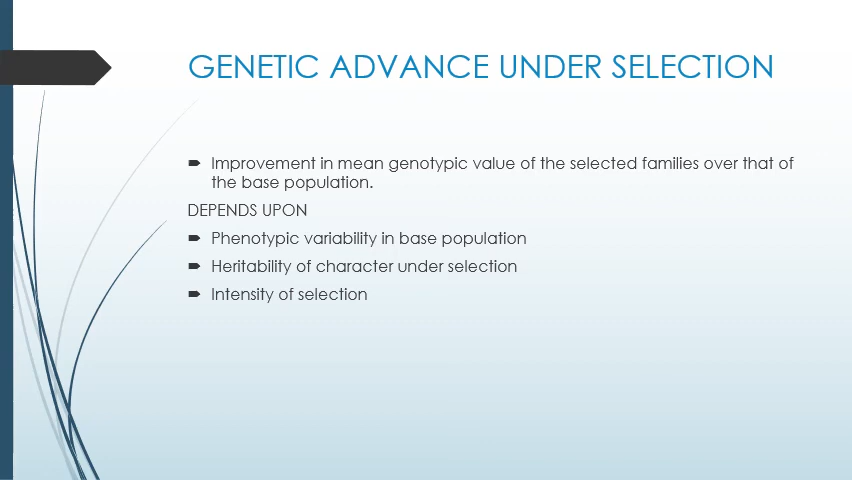 GENETIC ADVANCE UNDER SELECTION
Improvement in mean genotypic value of the selected families over that of
the base population.
DEPENDS UPON
Phenotypic variability in base population
Heritability of character under selection
Intensity of selection